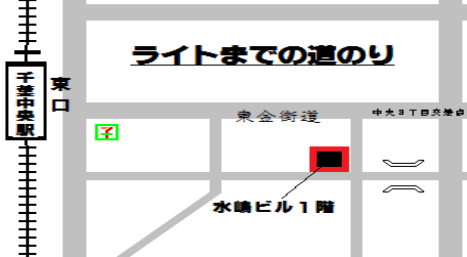 ライトまでの道のり
千葉中央駅
東口
東金街道
中央3丁目交差点
水嶋ビル1階